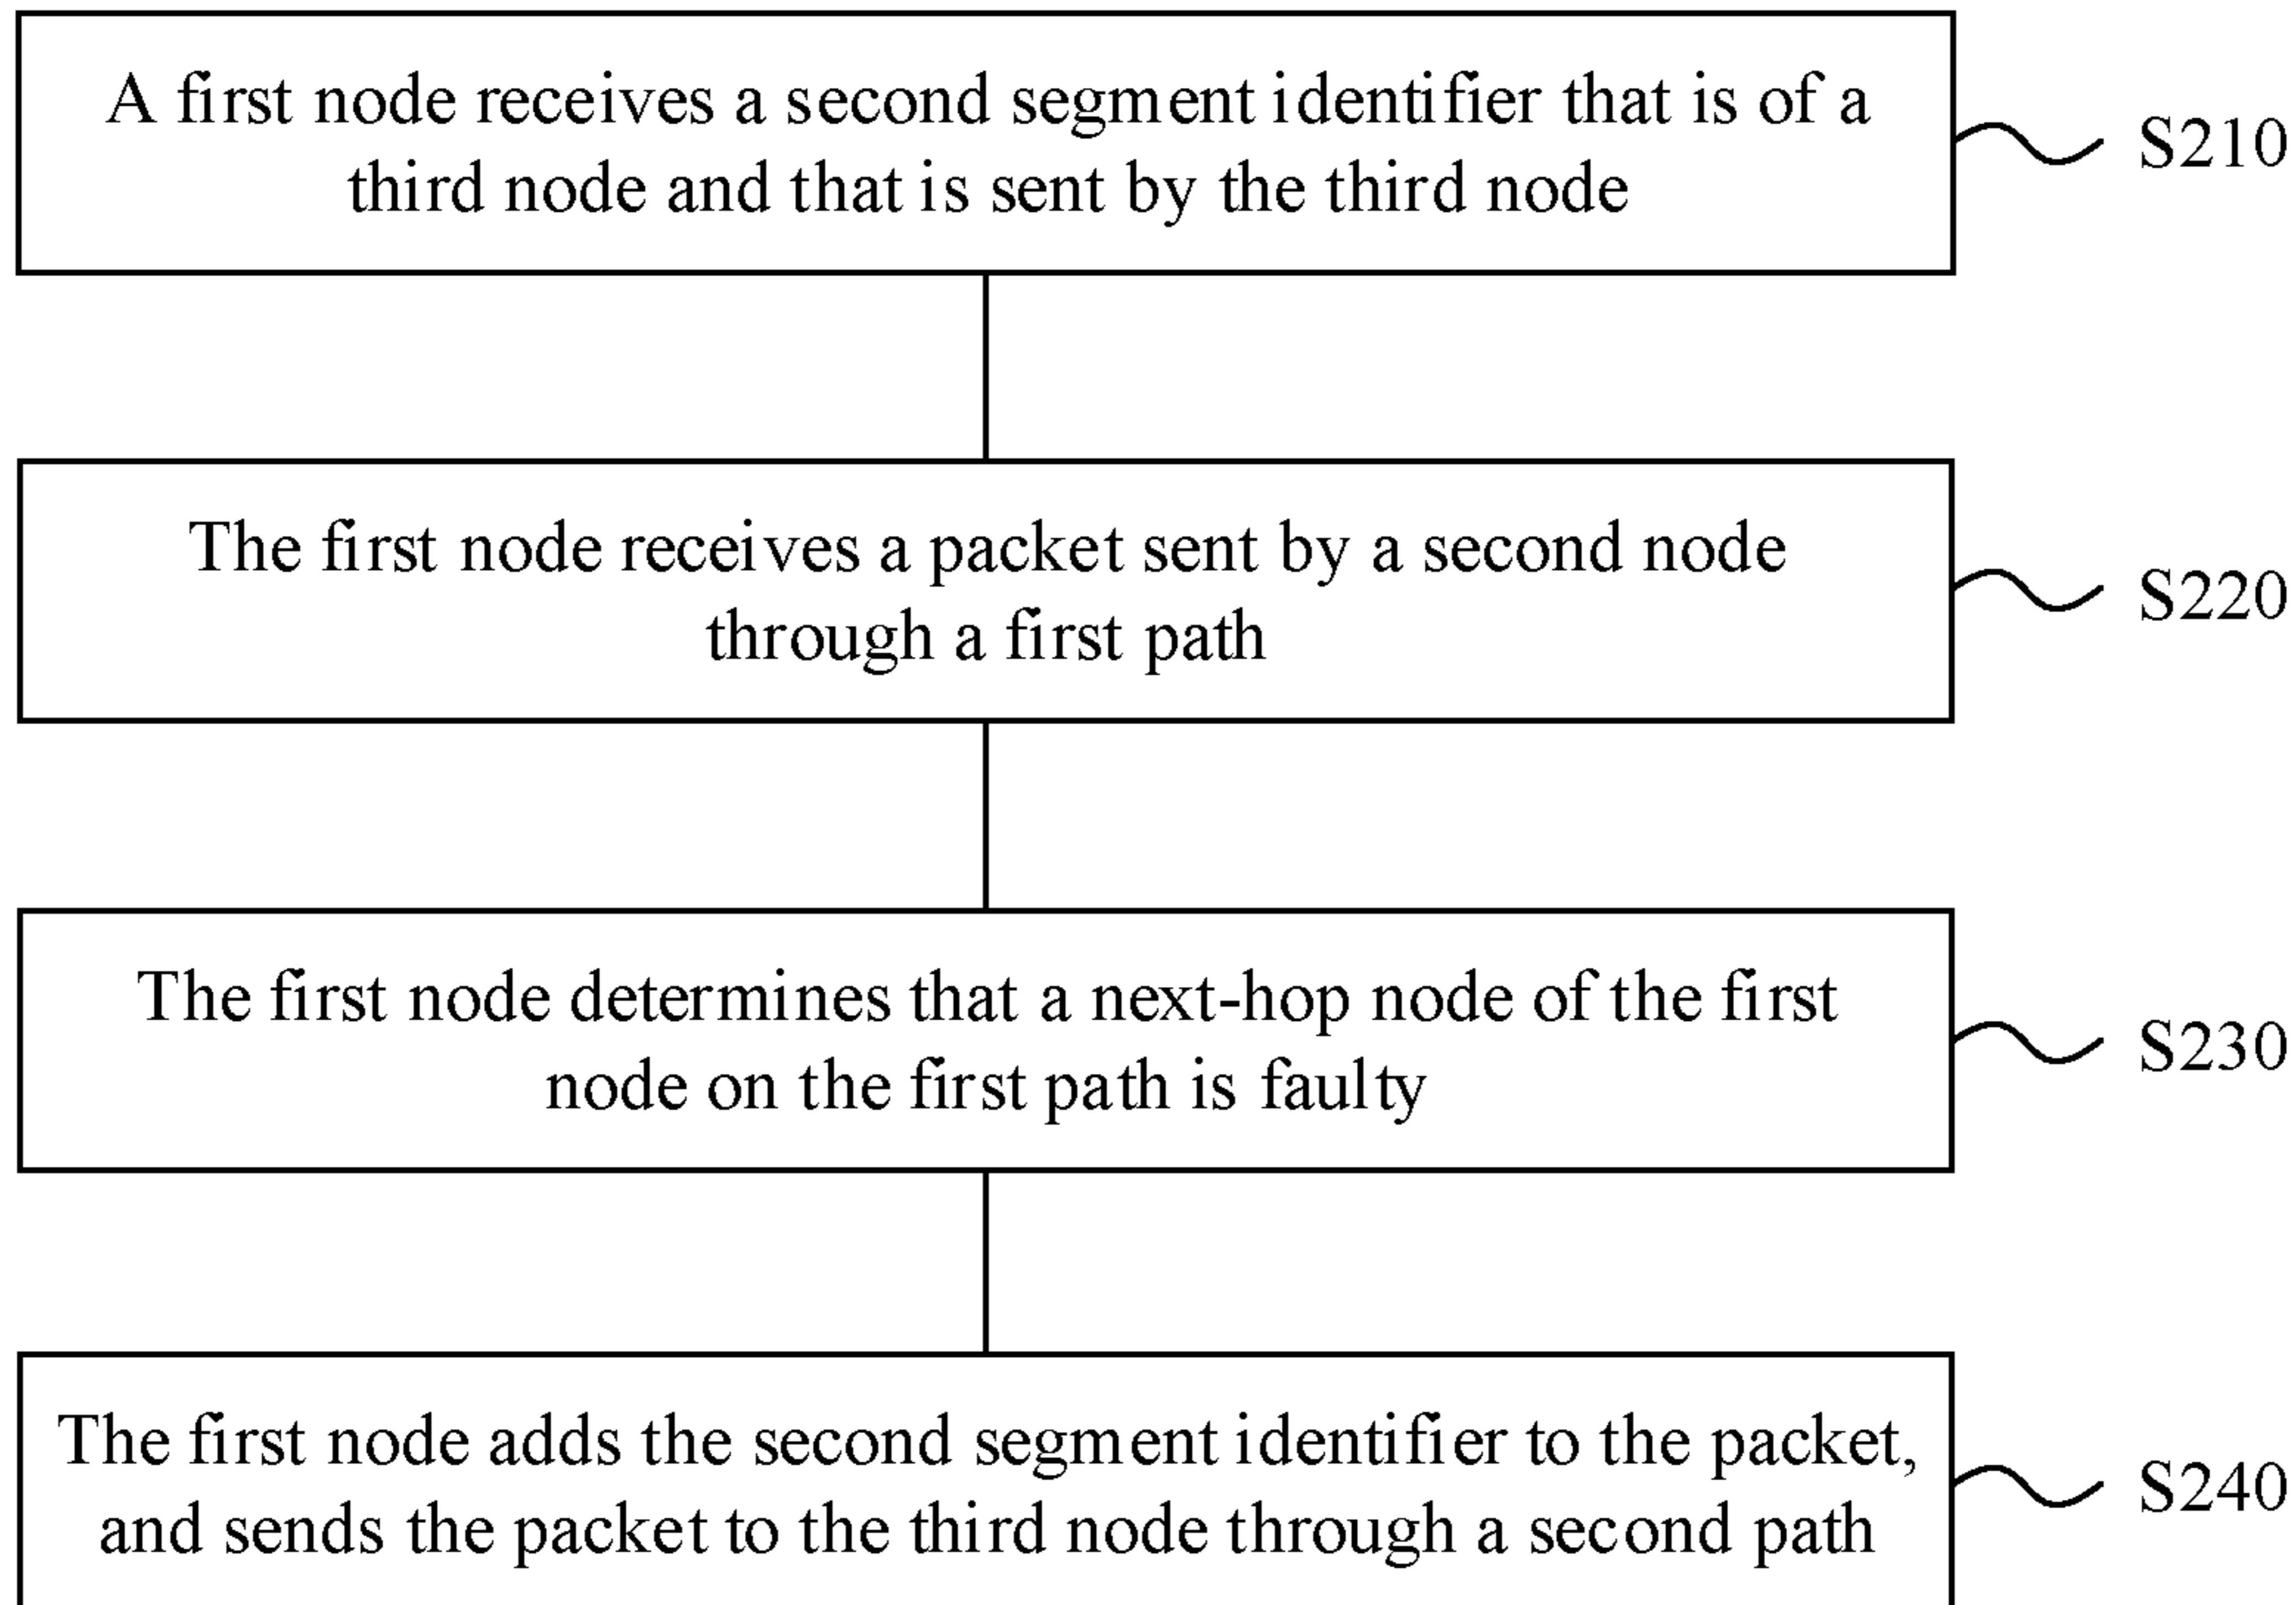 A first node receives a second segment identifier that is of a
third node and that is sent by the third node
S210
The first node receives a packet sent by a second node
through a first path
S220
The first node determines that a next-hop node of the first
node on the first path is faulty
S230
The first node adds the second segment identifier to the packet,
and sends the packet to the third node through a second path
S240